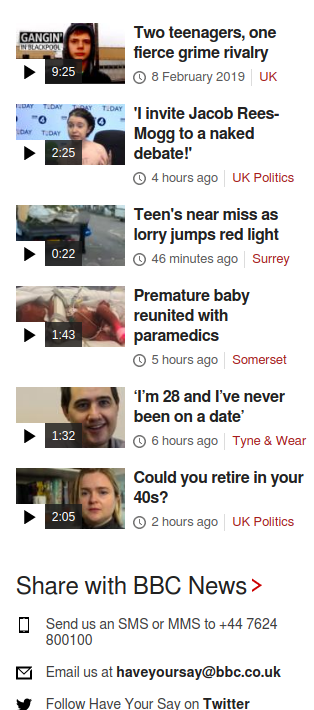 GANGIN'
IN BLACKPOOL
9:25
Two teenagers, one
fierce grime rivalry
8 February 2019 | UK
2:25
'I invite Jacob Rees-
Mogg to a naked
debate!'
4 hours ago | UK Politics
0:22
Teen's near miss as
lorry jumps red light
46 minutes ago | Surrey
1:43
Premature baby
reunited with
paramedics
5 hours ago | Somerset
1:32
‘I’m 28 and I’ve never
been on a date’
6 hours ago | Tyne & Wear
2:05
Could you retire in your
40s?
2 hours ago | UK Politics
Share with BBC News
Send us an SMS or MMS to +44 7624
800100
Email us at haveyoursay@bbc.co.uk
Follow Have Your Say on Twitter